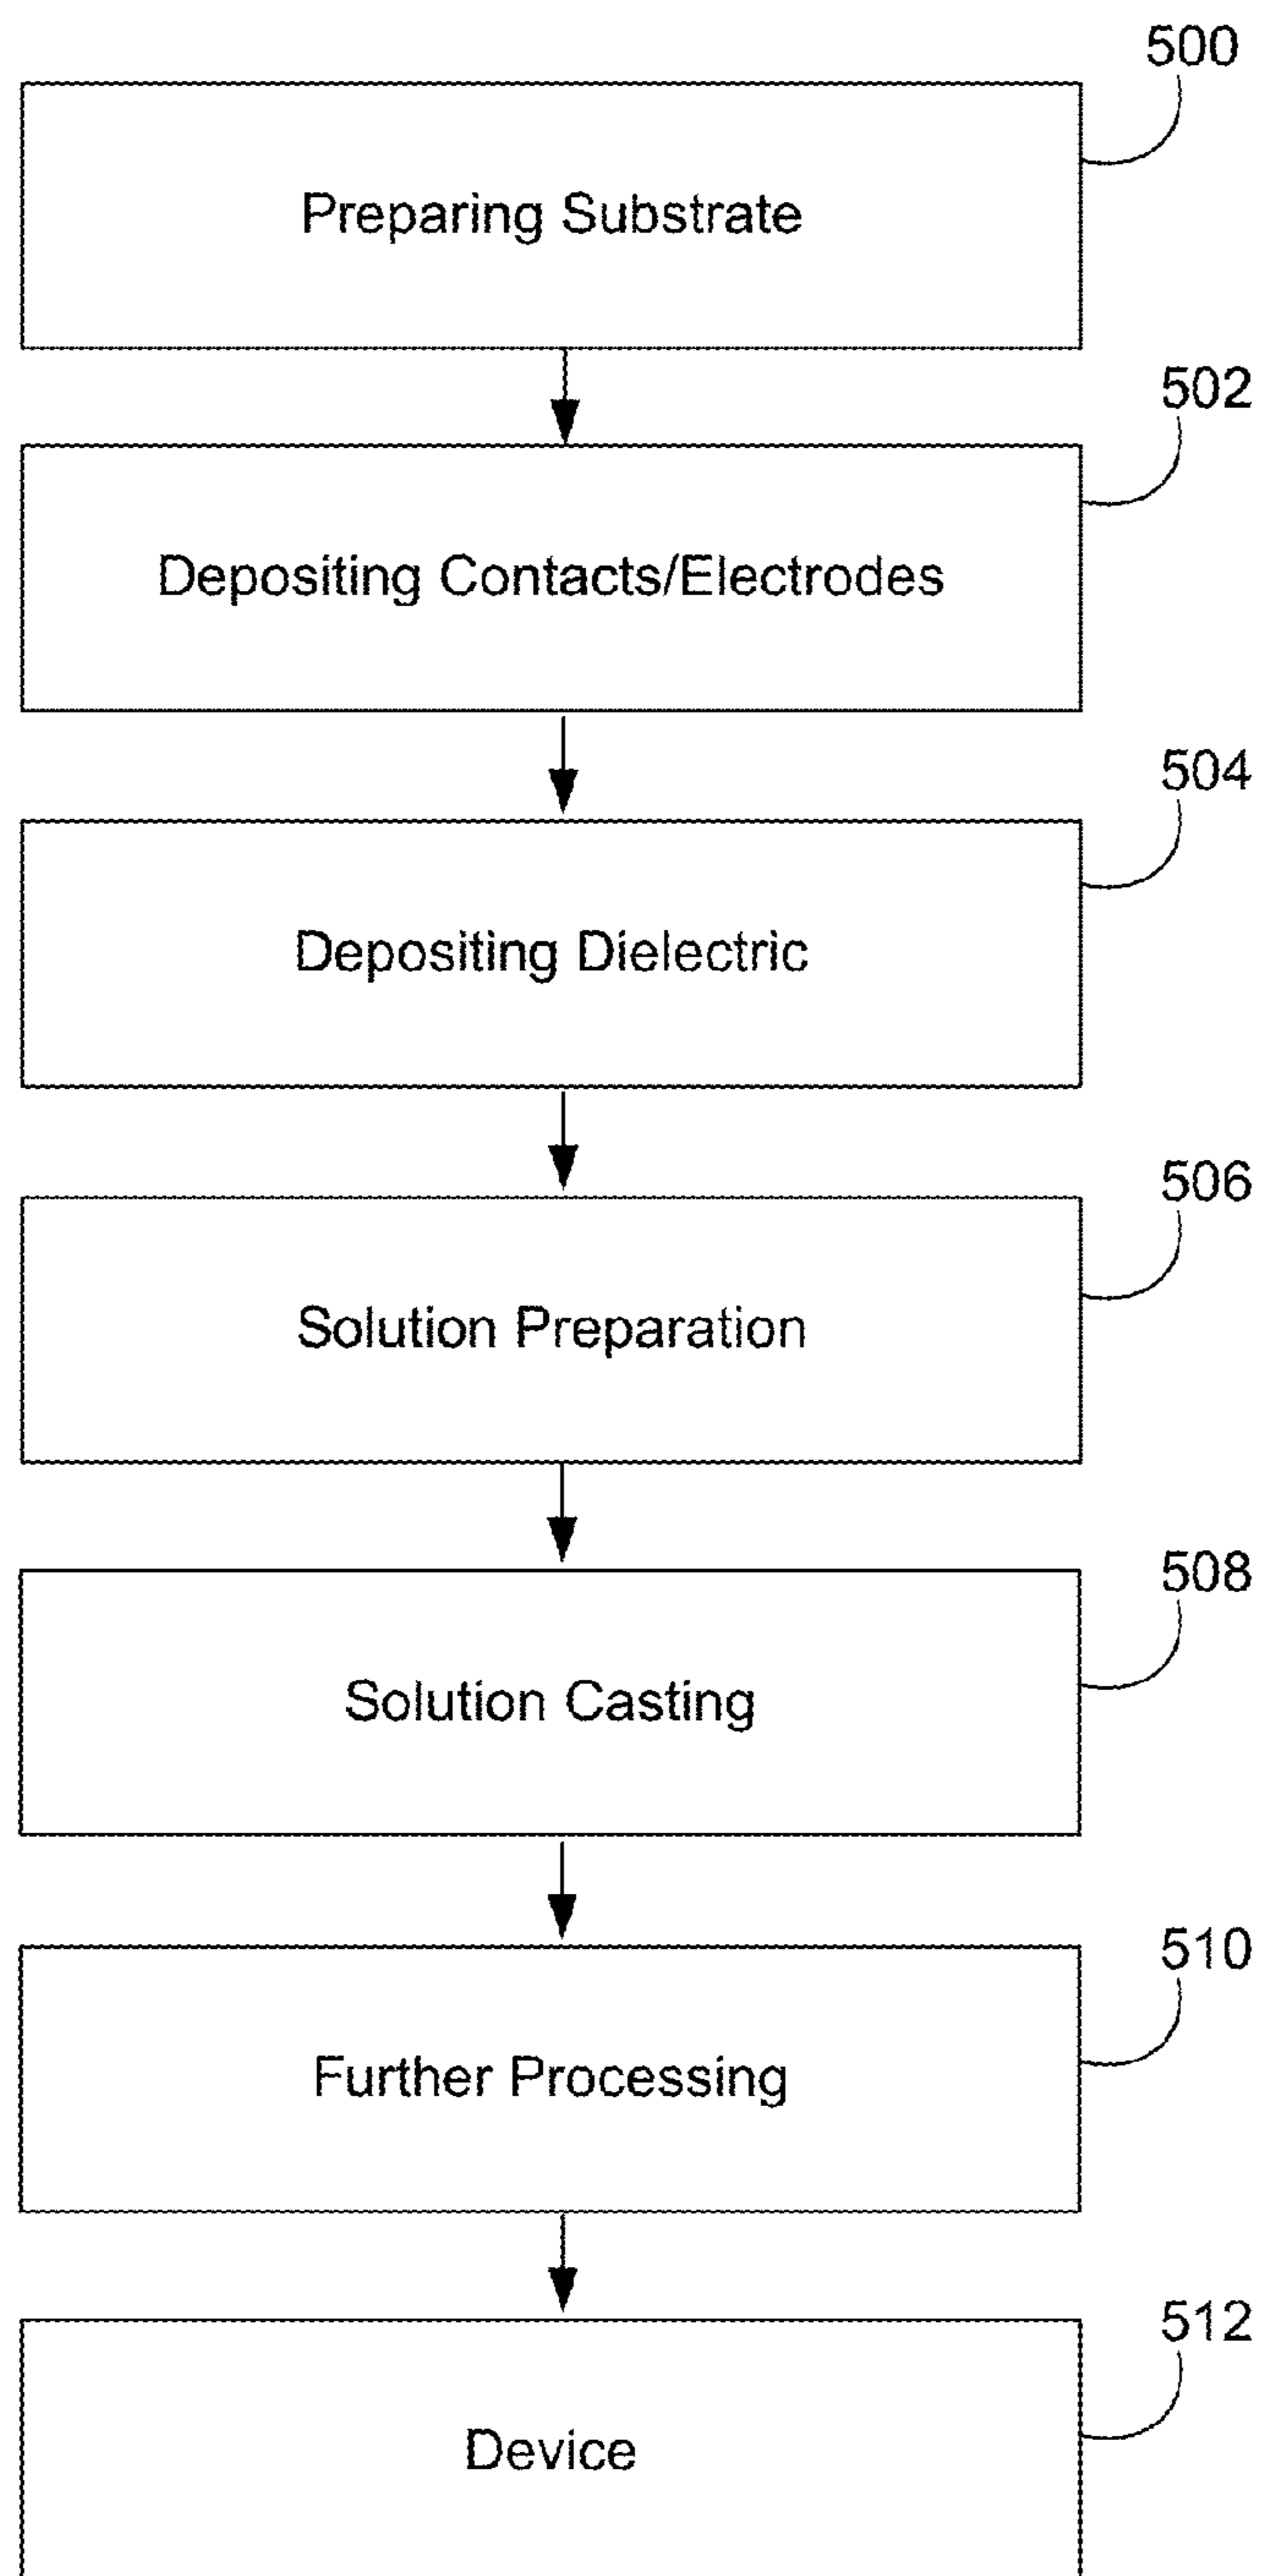 500
Preparing Substrate
502
Depositing Contacts/Electrodes
504
Depositing Dielectric
506
Solution Preparation
508
Solution Casting
510
Further Processing
512
Device